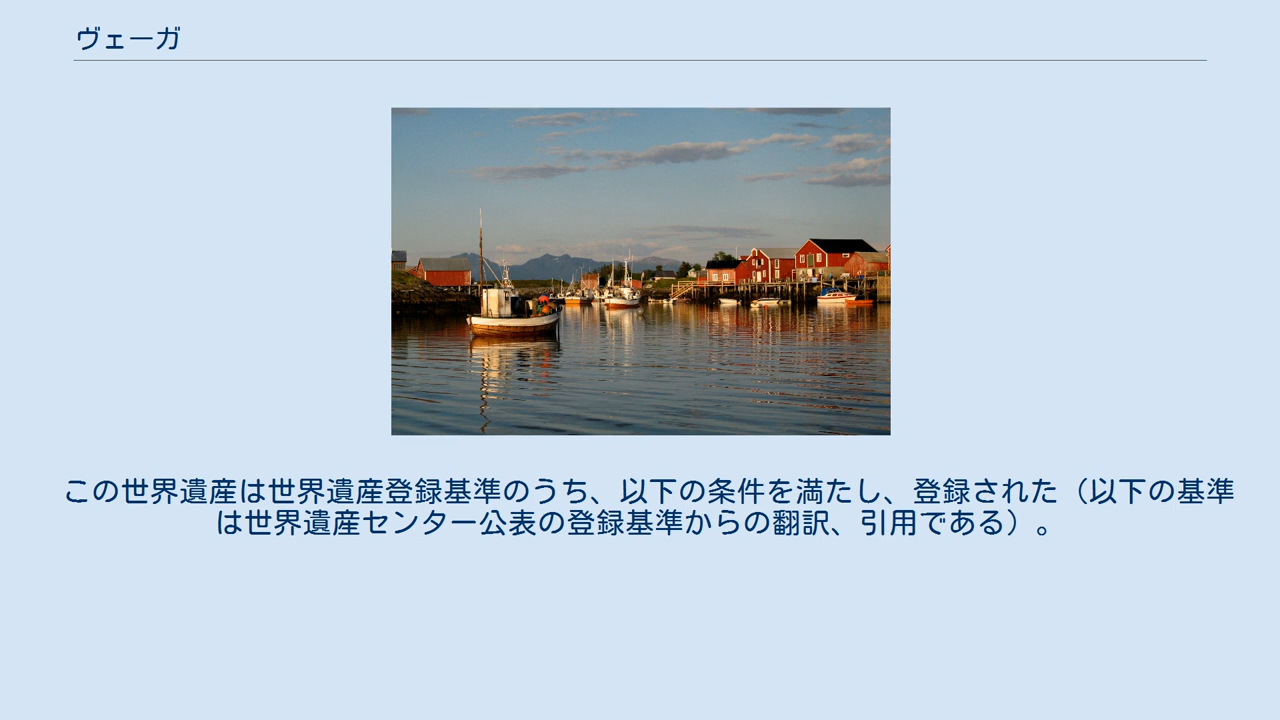 ヴェーガ
この世界遺産は世界遺産登録基準のうち、以下の条件を満たし、登録された（以下の基準
は世界遺産センター公表の登録基準からの翻訳、引用である）。